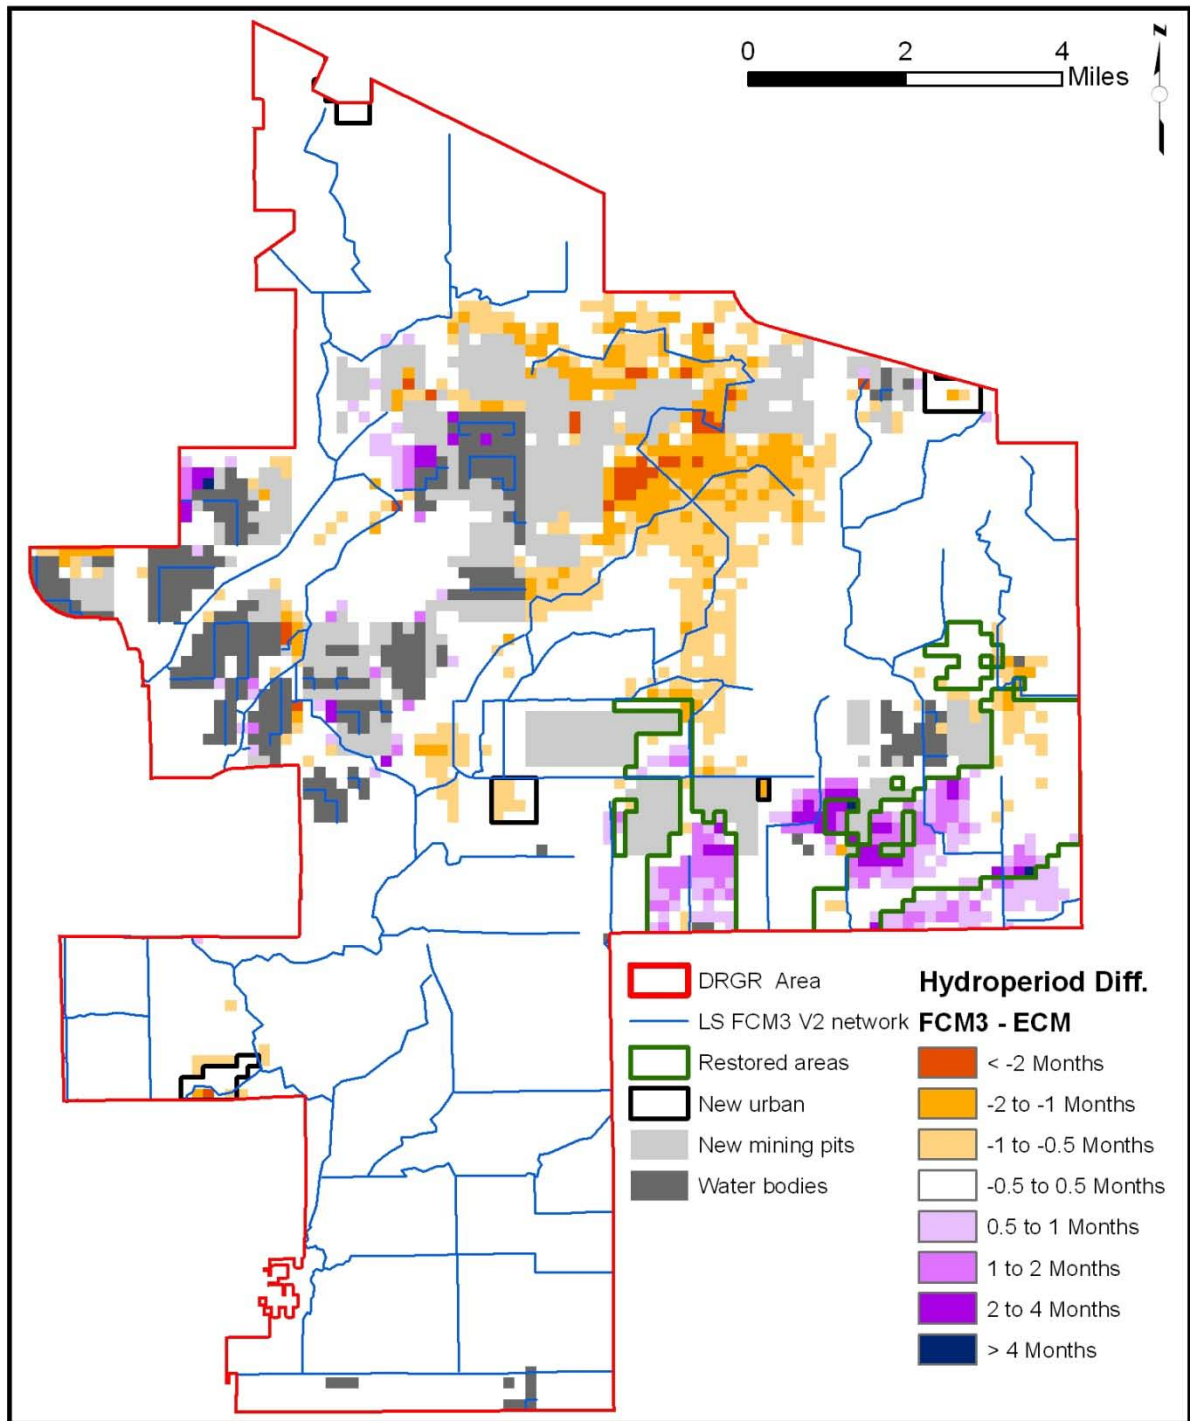 0 2 4
Miles
N
DRGR Area
LS FCM3 V2 network
Restored areas
New urban
New mining pits
Water bodies
Hydroperiod Diff.
FCM3 - ECM
< -2 Months
-2 to -1 Months
-1 to -0.5 Months
-0.5 to 0.5 Months
0.5 to 1 Months
1 to 2 Months
2 to 4 Months
> 4 Months